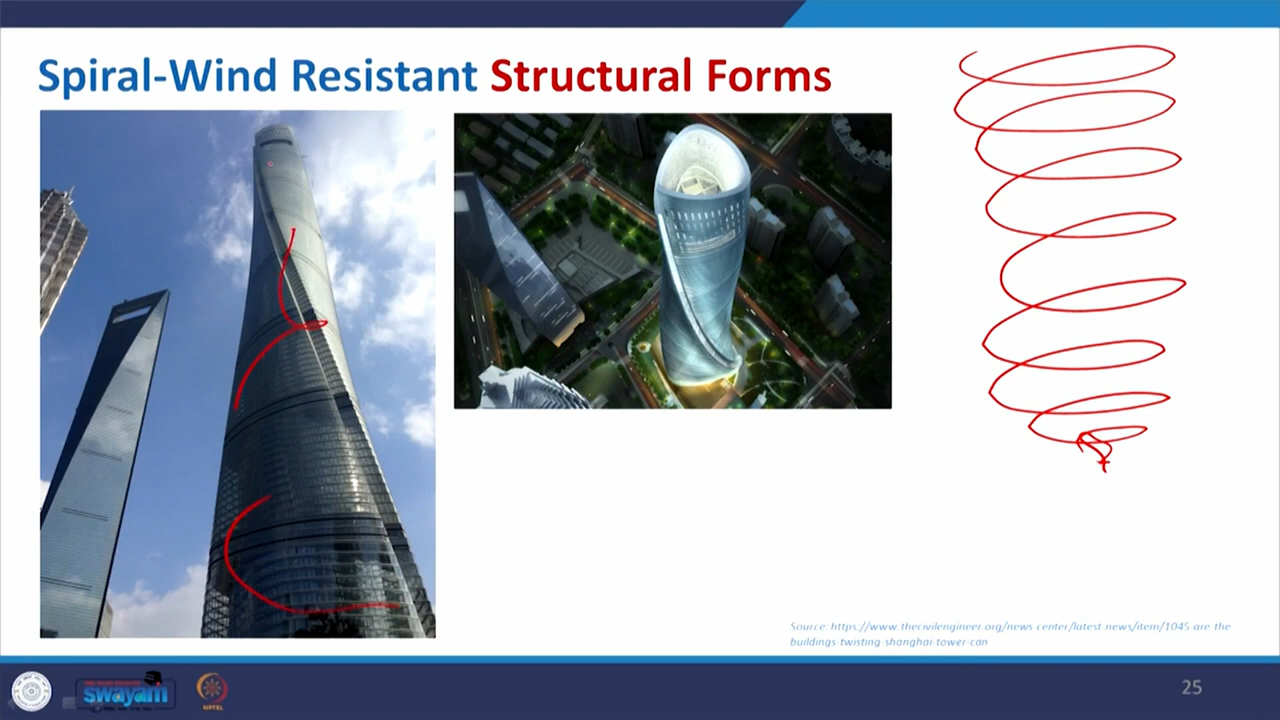 Spiral-Wind Resistant Structural Forms
Source: https://www.thecivilengineer.org/news-center/latest-news/item/1045-are-the-
buildings-twisting-shanghai-tower-can
swayam
NPTEL
25